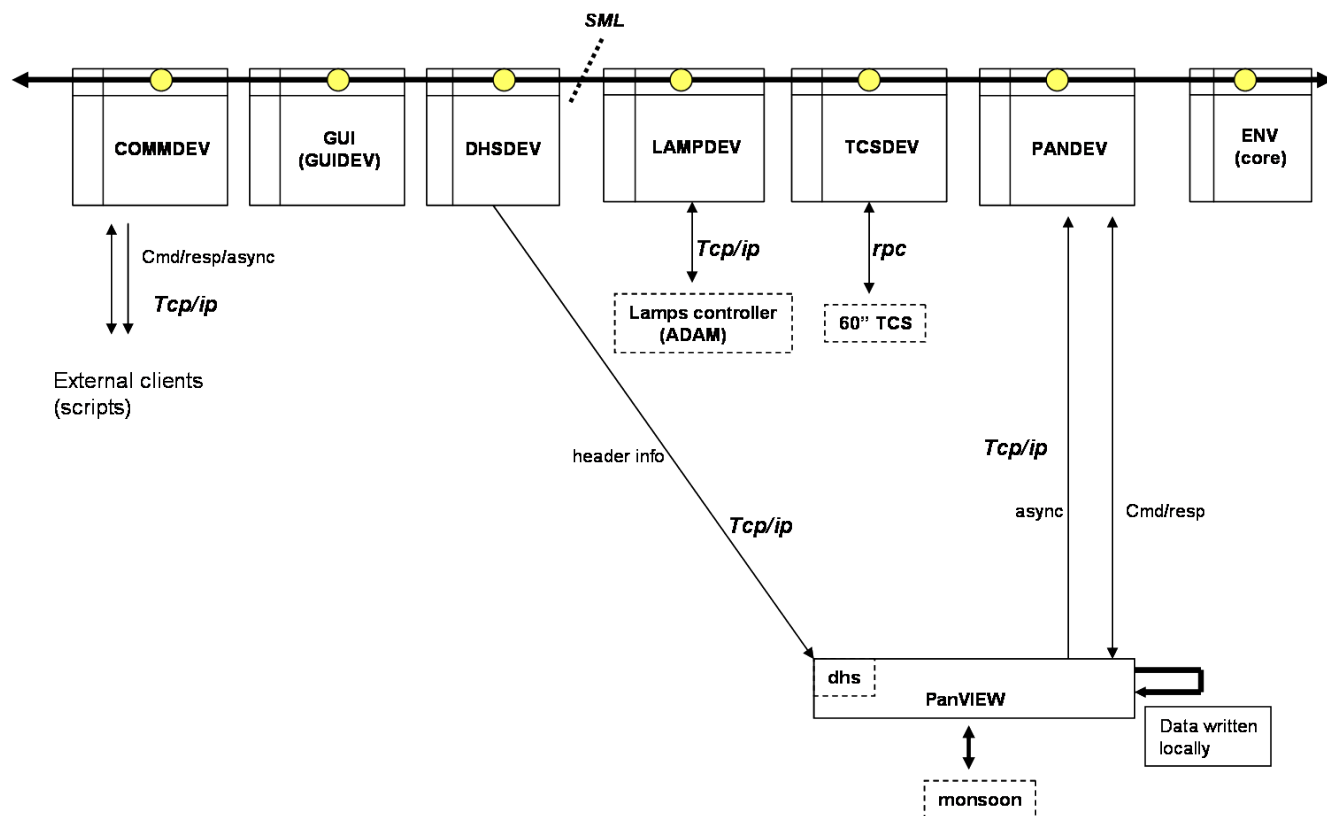 SML
COMMDEV
GUI
(GUIDEV)
DHSDEV
LAMPDEV
TCSDEV
PANDEV
ENV
(core)
Cmd/resp/async
Tcp/ip
External clients
(scripts)
Tcp/ip
Lamps controller
(ADAM)
rpc
60” TCS
header info
Tcp/ip
Tcp/ip
async
Cmd/resp
dhs
PanVIEW
Data written
locally
monsoon